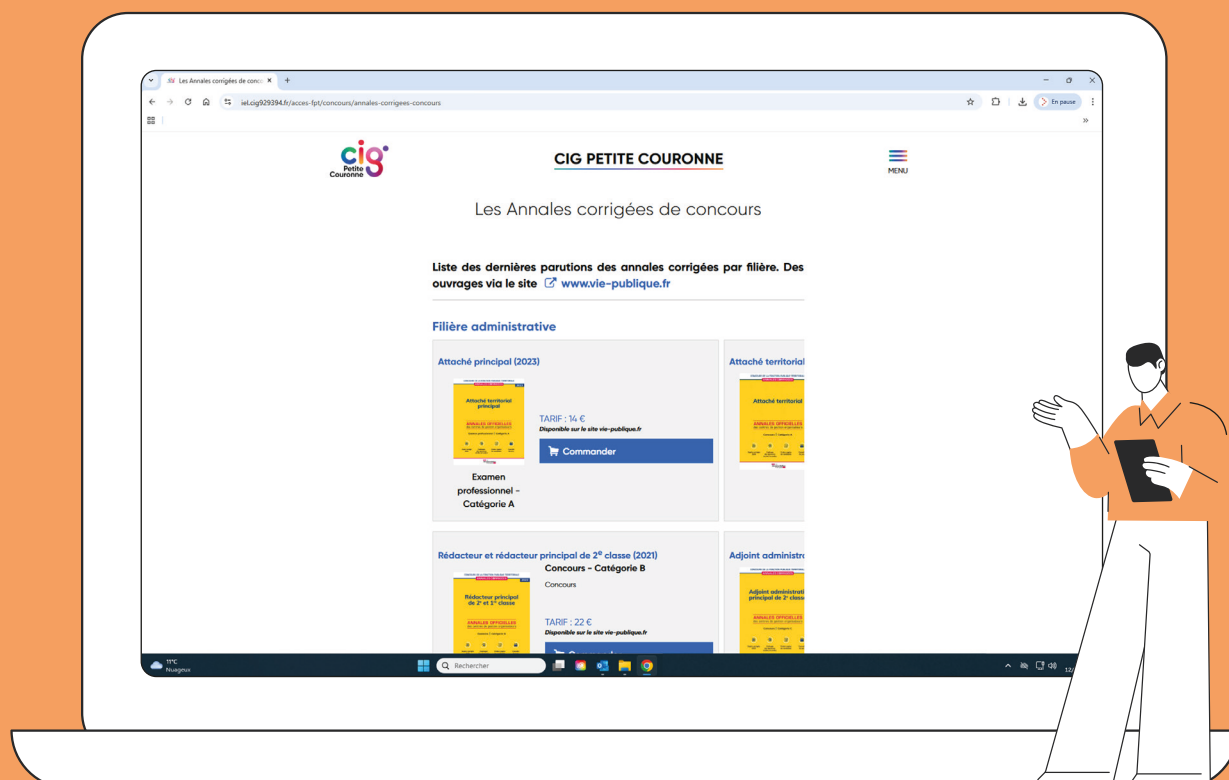 Les Annales corrigées de conco
iel.cig929394.fr/acces-fpt/concours/annales-corrigees-concours
En pause
cig
Petite
Couronne
CIG PETITE COURONNE
MENU
Les Annales corrigées de concours
Liste des dernières parutions des annales corrigées par filière. Des
ouvrages via le site www.vie-publique.fr
Filière administrative
Attaché principal (2023)
Attaché territorial
principal
ANNALES OFFICIELLES
TARIF : 14 €
Disponible sur le site vie-publique.fr
Commander
Examen
professionnel -
Catégorie A
Attaché territorial
Attaché territorial
ANNALES OFFICIELLES
Rédacteur et rédacteur principal de 2e classe (2021)
Concours - Catégorie B
Concours
Rédacteur principal
de 2e et 1re classe
ANNALES OFFICIELLES
TARIF : 22 €
Disponible sur le site vie-publique.fr
Adjoint administra
Adjoint administrati
principal de 2e classe
ANNALES OFFICIELLES
11°C
Nuageux
Rechercher
12/